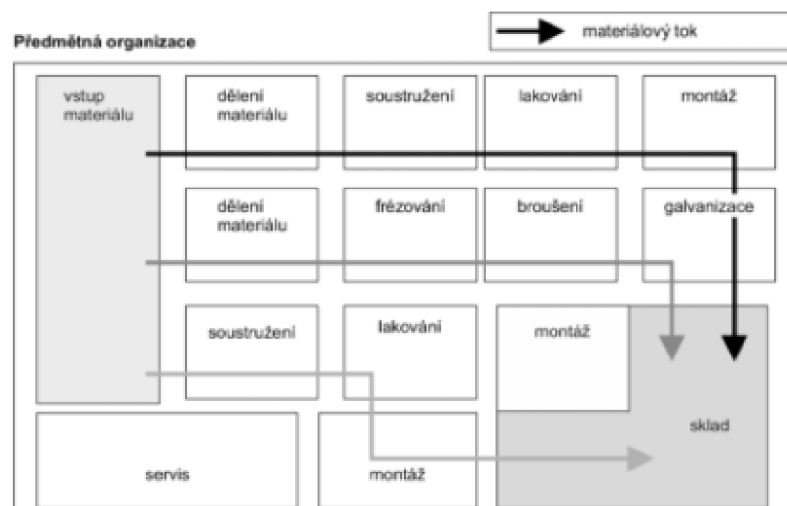 materiálový tok
Předmětná organizace
vstup
materiálu
dělení
materiálu
soustružení
lakování
montáž
dělení
materiálu
frézování
broušení
galvanizace
soustružení
lakování
montáž
sklad
servis
montáž